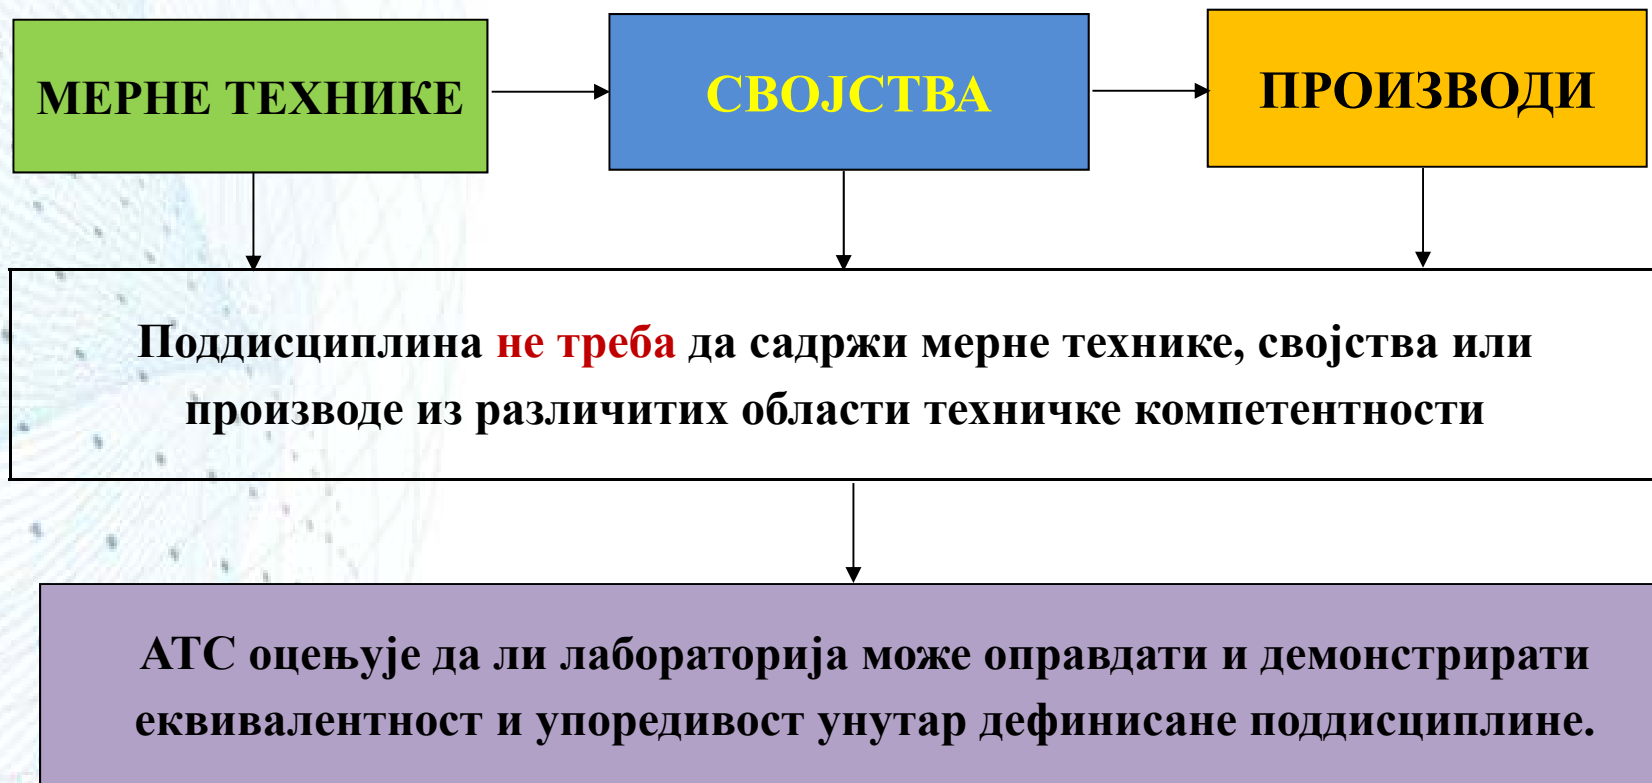 МЕРНЕ ТЕХНИКЕ
СВОЈСТВА
ПРОИЗВОДИ
Поддисциплина не треба да садржи мерне технике, својства или
производе из различитих области техничке компетентности
АТС оцењује да ли лабораторија може оправдати и демонстрирати
еквивалентност и упоредивост унутар дефинисане поддисциплине.